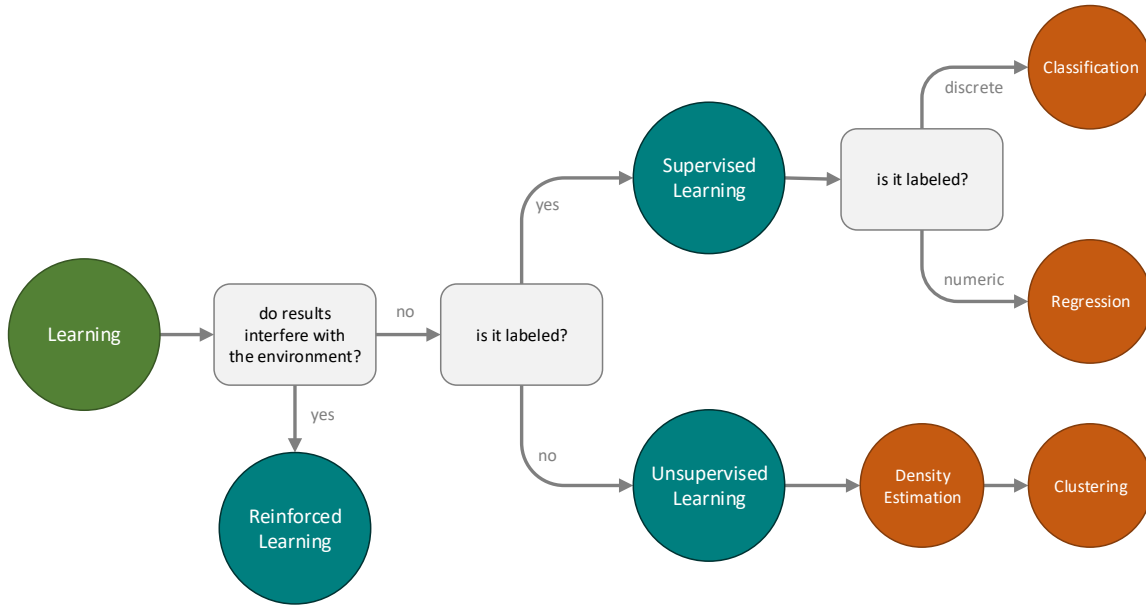 Learning
do results
interfere with
the environment?
yes
Reinforced
Learning
no
is it labeled?
yes
Supervised
Learning
is it labeled?
discrete
Classification
numeric
Regression
no
Unsupervised
Learning
Density
Estimation
Clustering